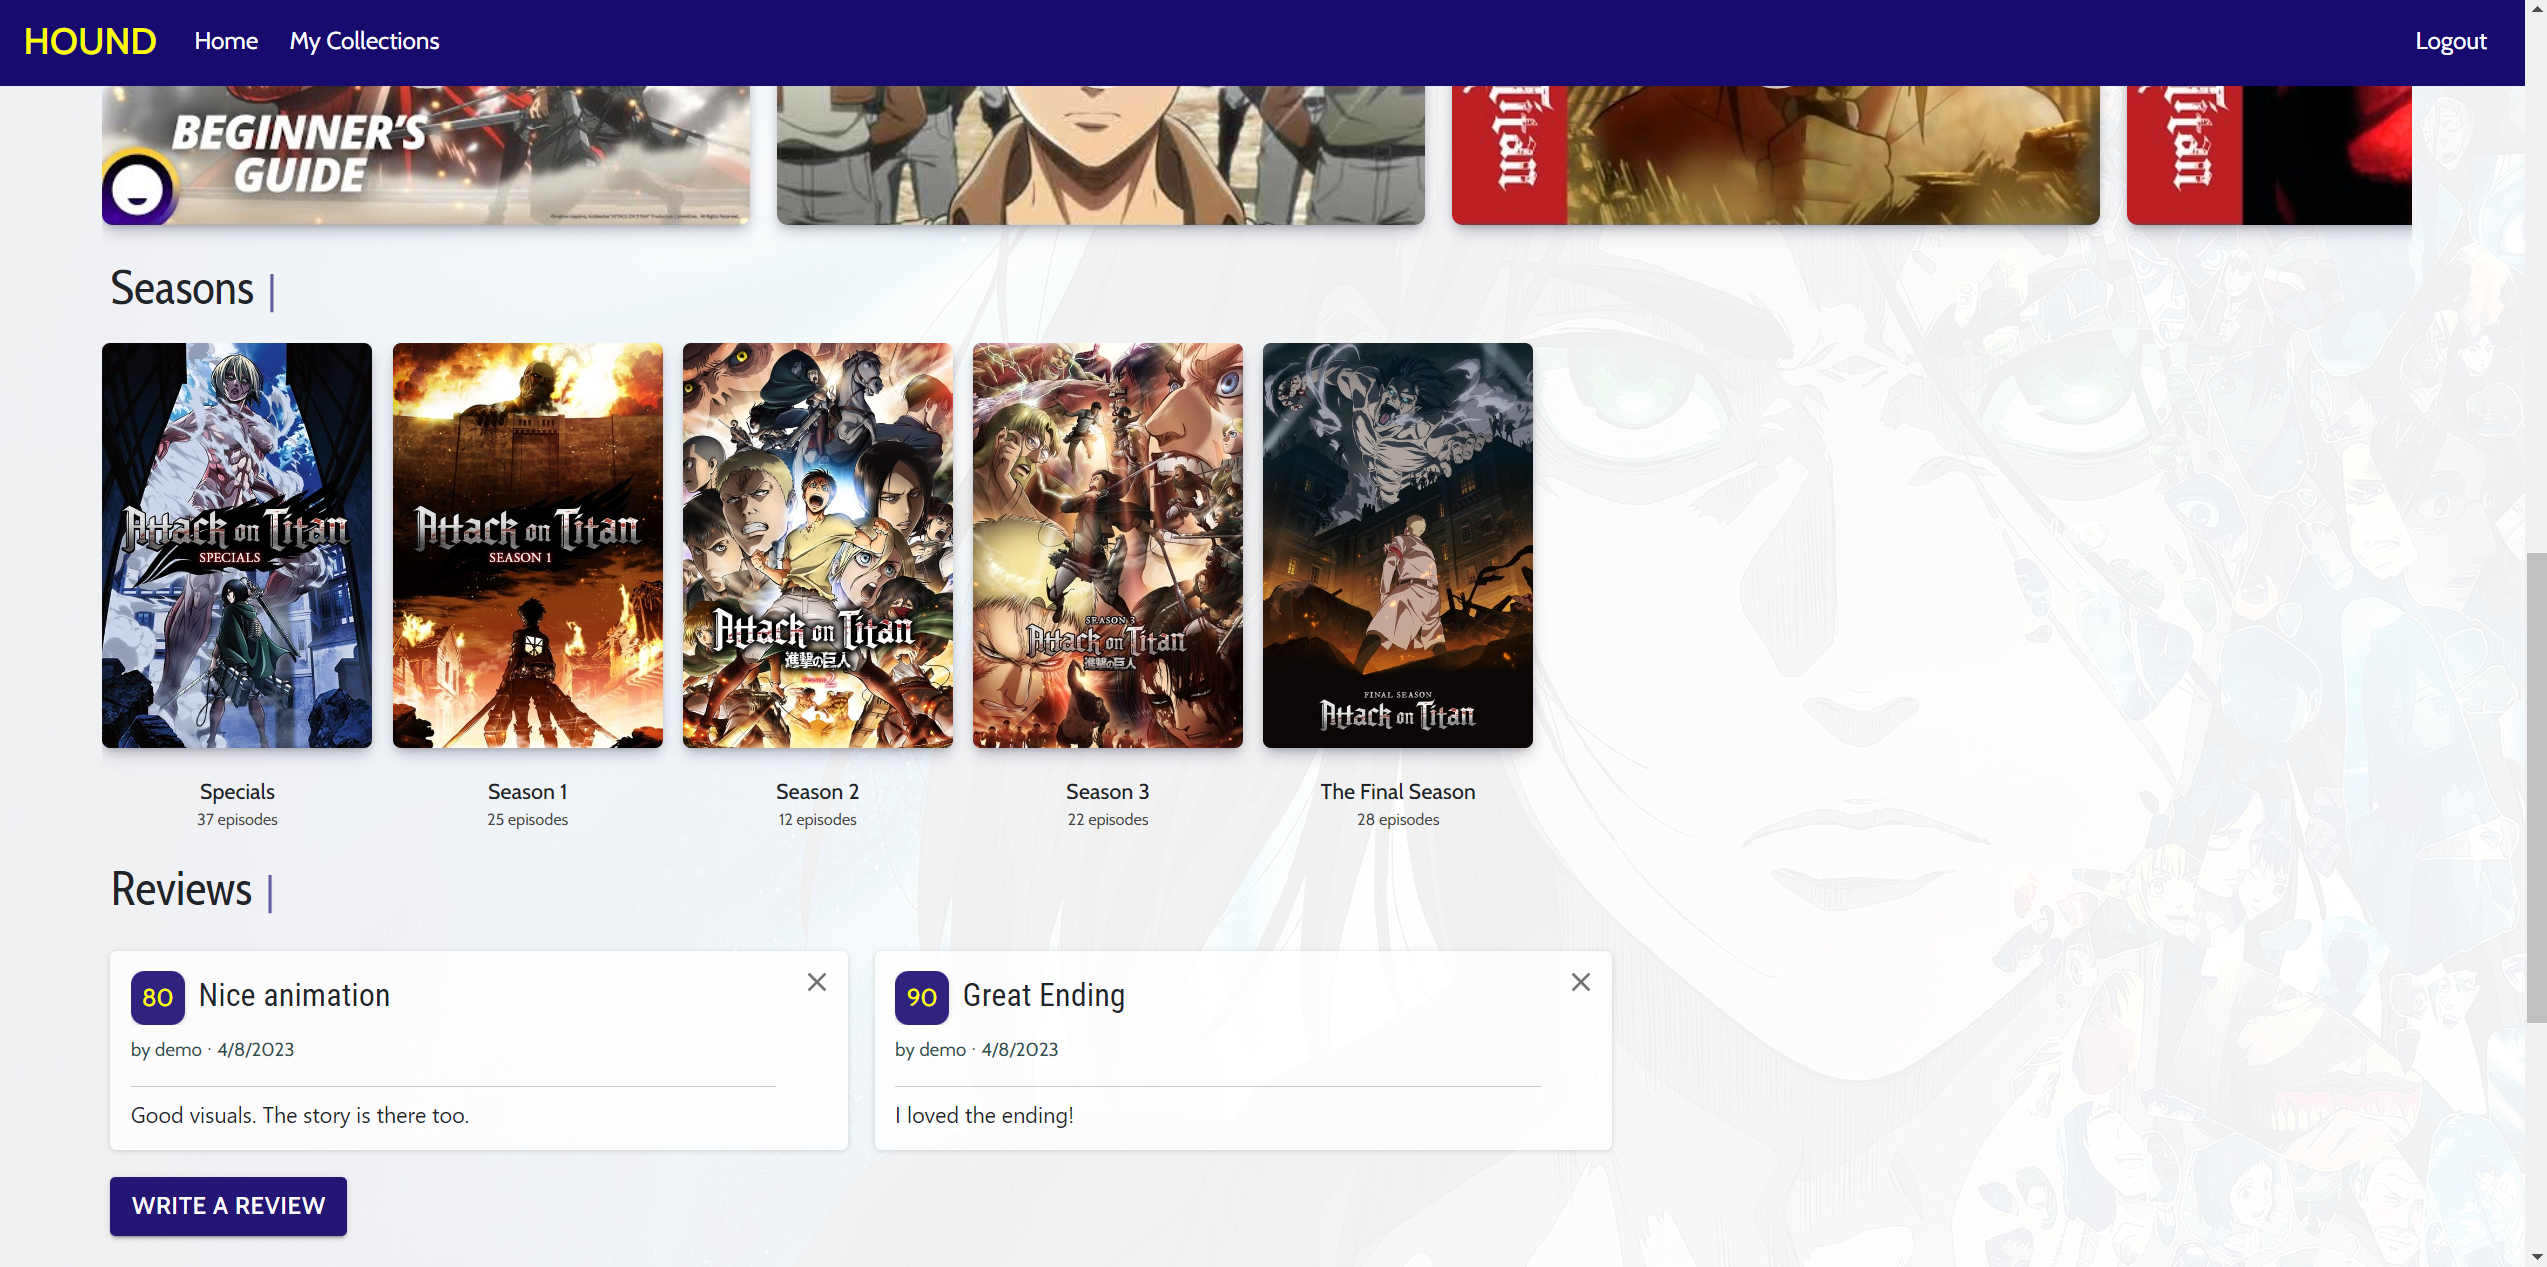 HOUND Home My Collections Logout
BEGINNER'S
GUIDE
Titan
Titan
Seasons |
Attack on Titan
SPECIALS
Attack on Titan
SEASON 1
Attack on Titan
進撃の巨人
Season 2
SEASON 3
Attack on Titan
進撃の巨人
FINAL SEASON
Attack on Titan
Specials
37 episodes
Season 1
25 episodes
Season 2
12 episodes
Season 3
22 episodes
The Final Season
28 episodes
Reviews |
80 Nice animation
by demo · 4/8/2023
Good visuals. The story is there too.
90 Great Ending
by demo · 4/8/2023
I loved the ending!
WRITE A REVIEW